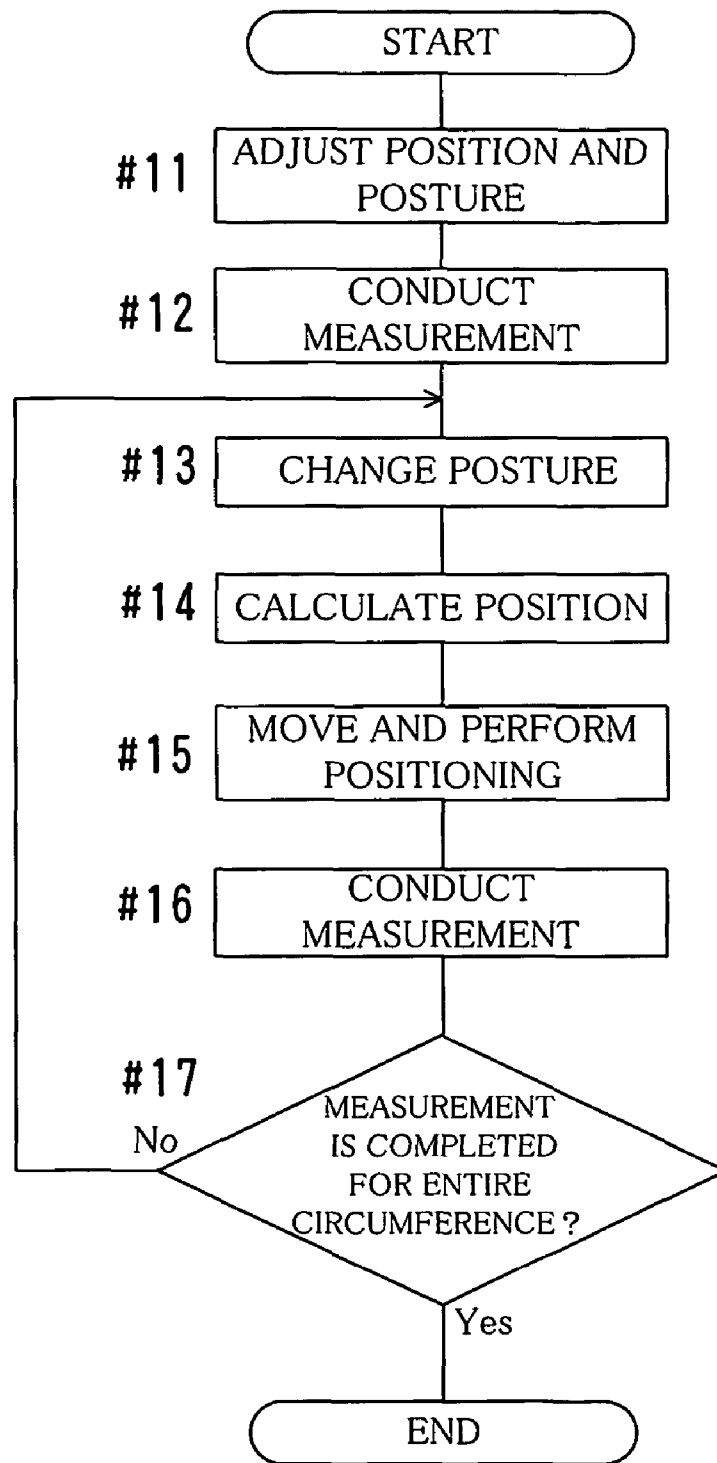 START
#11
ADJUST POSITION AND
POSTURE
#12
CONDUCT
MEASUREMENT
#13
CHANGE POSTURE
#14
CALCULATE POSITION
#15
MOVE AND PERFORM
POSITIONING
#16
CONDUCT
MEASUREMENT
#17
MEASUREMENT
IS COMPLETED
FOR ENTIRE
CIRCUMFERENCE?
No
Yes
END